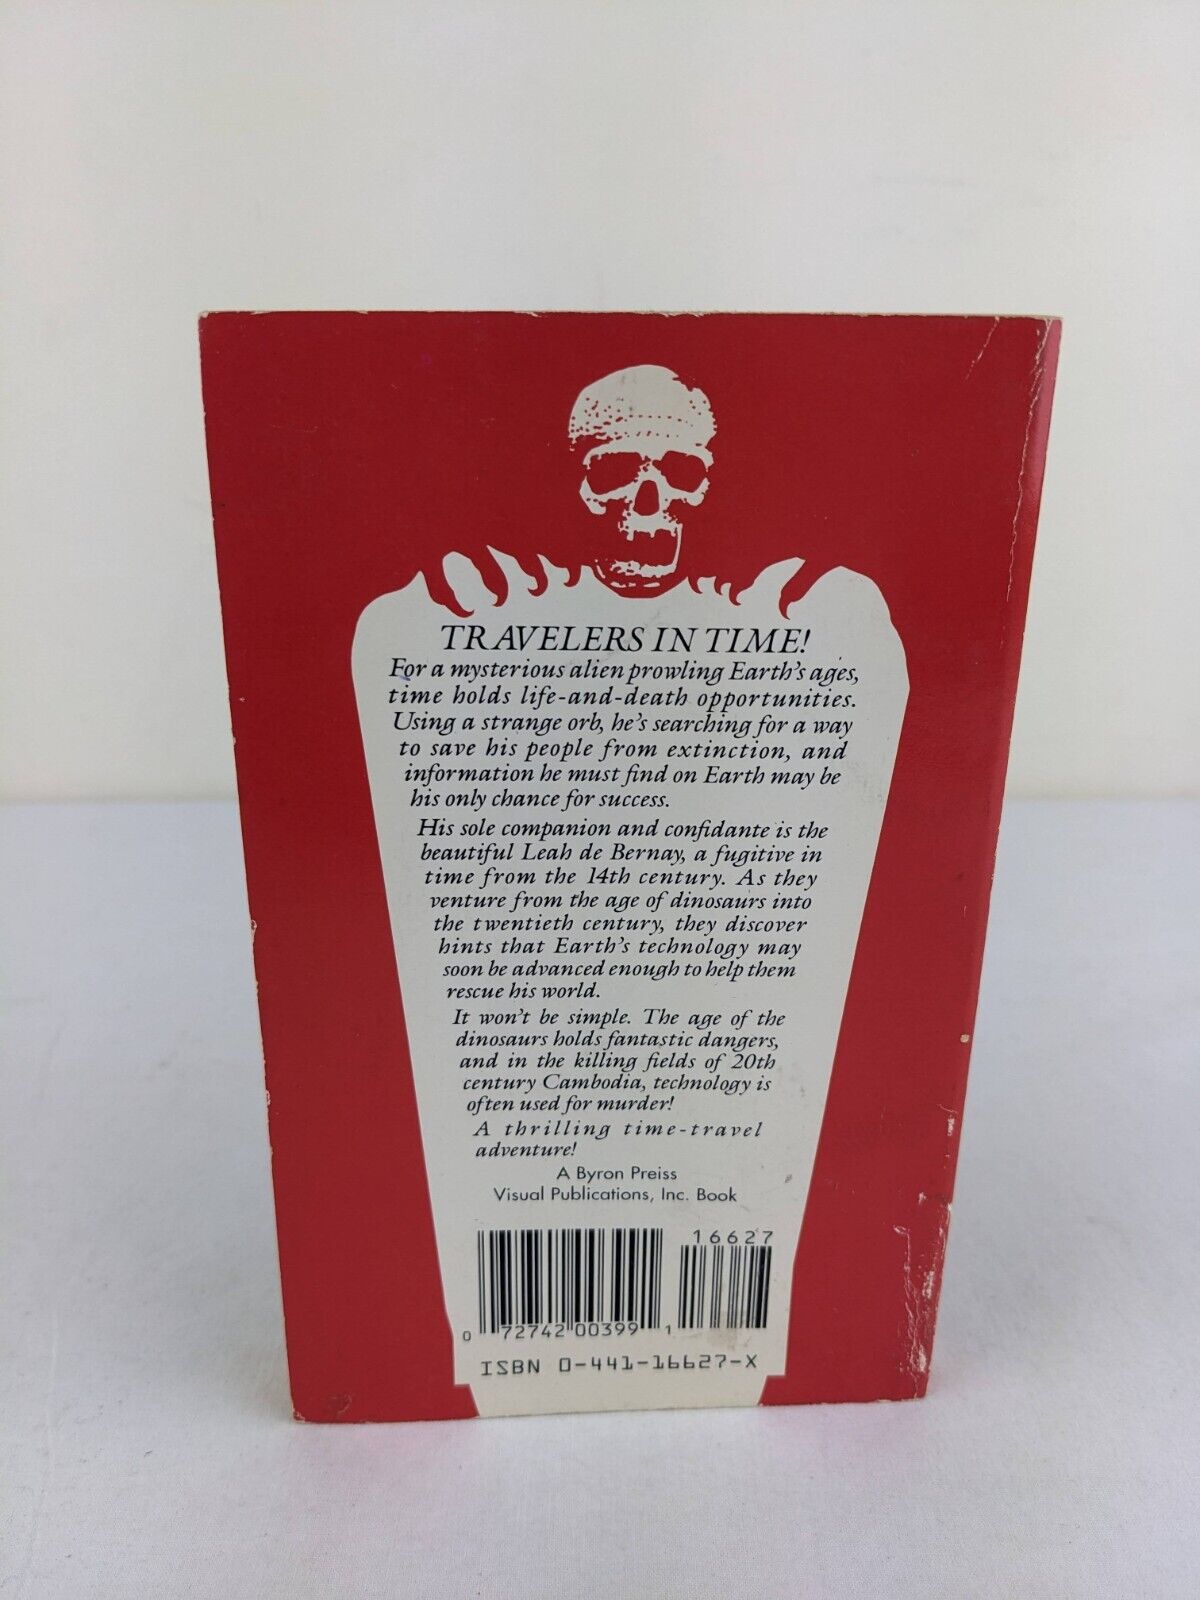 TRAVELERS IN TIME!
For a mysterious alien prowling Earth's ages,
time holds life-and-death opportunities.
Using a strange orb, he's searching for a way
to save his people from extinction, and
information he must find on Earth may be
his only chance for success.
His sole companion and confidante is the
beautiful Leah de Bernay, a fugitive in
time from the 14th century. As they
venture from the age of dinosaurs into
the twentieth century, they discover
hints that Earth's technology may
soon be advanced enough to help them
rescue his world.
It won't be simple. The age of the
dinosaurs holds fantastic dangers,
and in the killing fields of 20th
century Cambodia, technology is
often used for murder!
A thrilling time-travel
adventure!
A Byron Preiss
Visual Publications, Inc. Book
16627
0 72742 00399 1
ISBN 0-441-16627-X